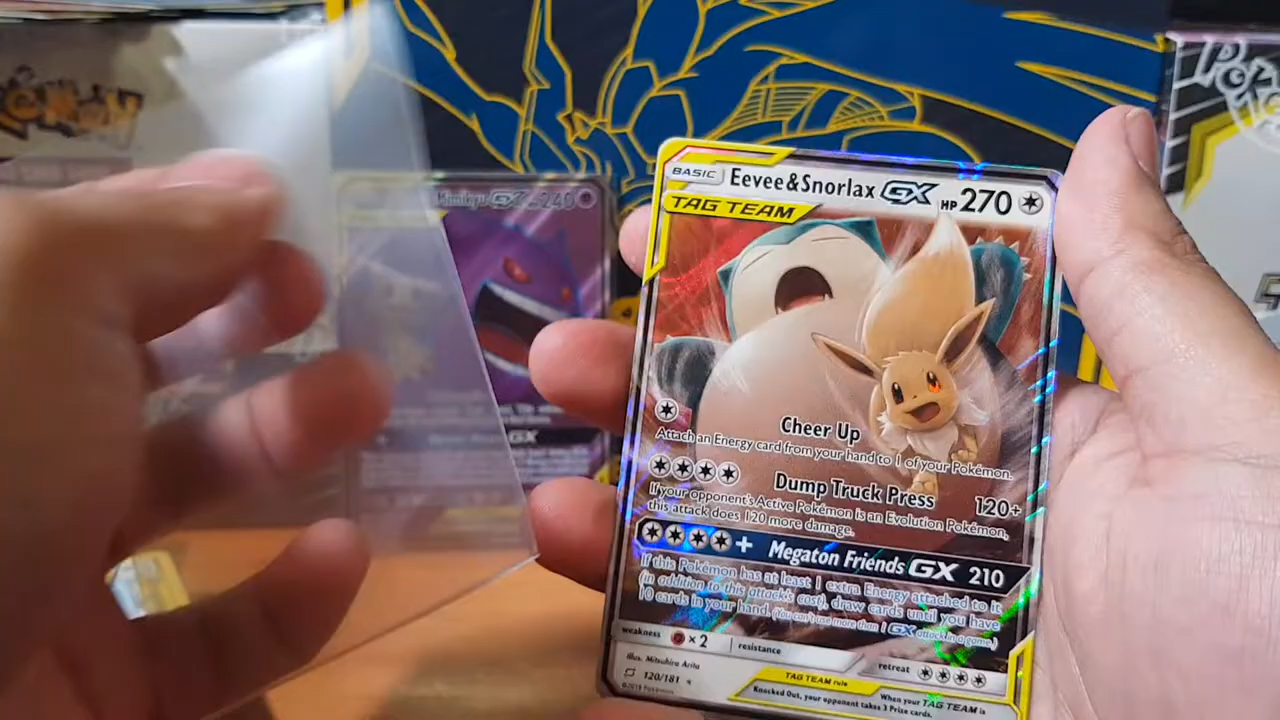 Pokémon
Mimikyu GX 240
GX
BASIC Eevee&Snorlax GX HP 270
TAG TEAM
Cheer Up
Attach an Energy card from your hand to 1 of your Pokémon.
Dump Truck Press 120+
If your opponent's Active Pokémon is an Evolution Pokémon,
this attack does 120 more damage.
+ Megaton Friends GX 210
If this Pokémon has at least 1 extra Energy attached to it
(in addition to this attack's cost), draw cards until you have
10 cards in your hand. (You can't use more than 1 GX attack in a game.)
weakness × 2 resistance retreat
Illus. Mitsuhiro Arita
120/181
©2019 Pokémon
TAG TEAM rule
When your TAG TEAM is
Knocked Out, your opponent takes 3 Prize cards.